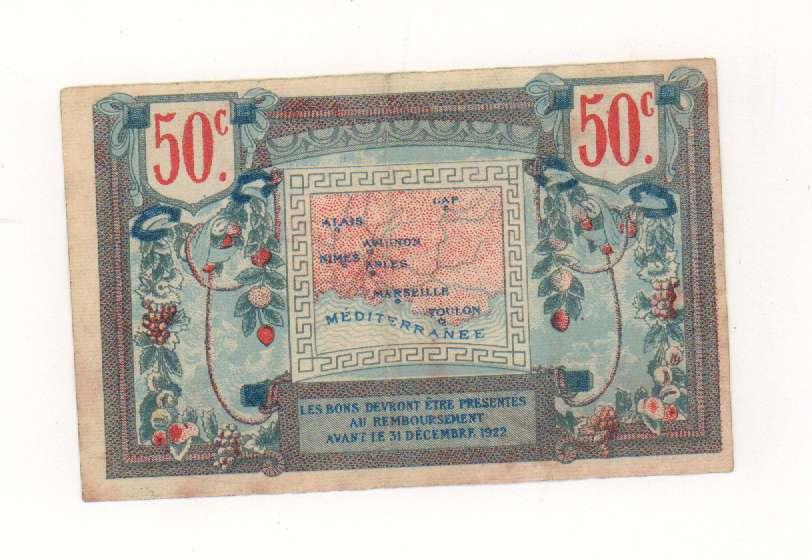 50c.
50c.
GAP
ALAIS
AVIGNON
NIMES
ARLES
MARSEILLE
TOULON
MÉDITERRANÉE
LES BONS DEVRONT ÊTRE PRESENTES
AU REMBOURSEMENT
AVANT LE 31 DÉCEMBRE 1922